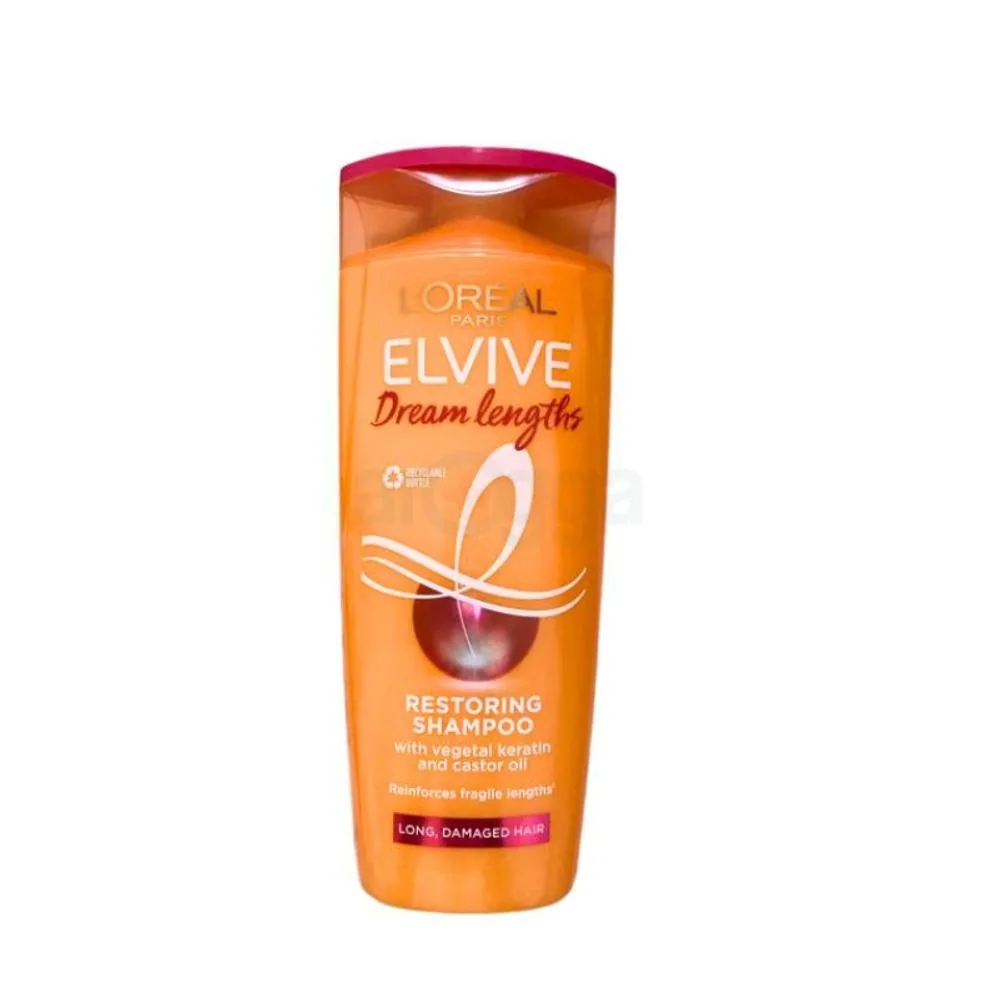 L'ORÉAL
PARIS
ELVIVE
Dream lengths
RECYCLABLE
BOTTLE
RESTORING
SHAMPOO
with vegetal keratin
and castor oil
Reinforces fragile lengths¹
LONG, DAMAGED HAIR